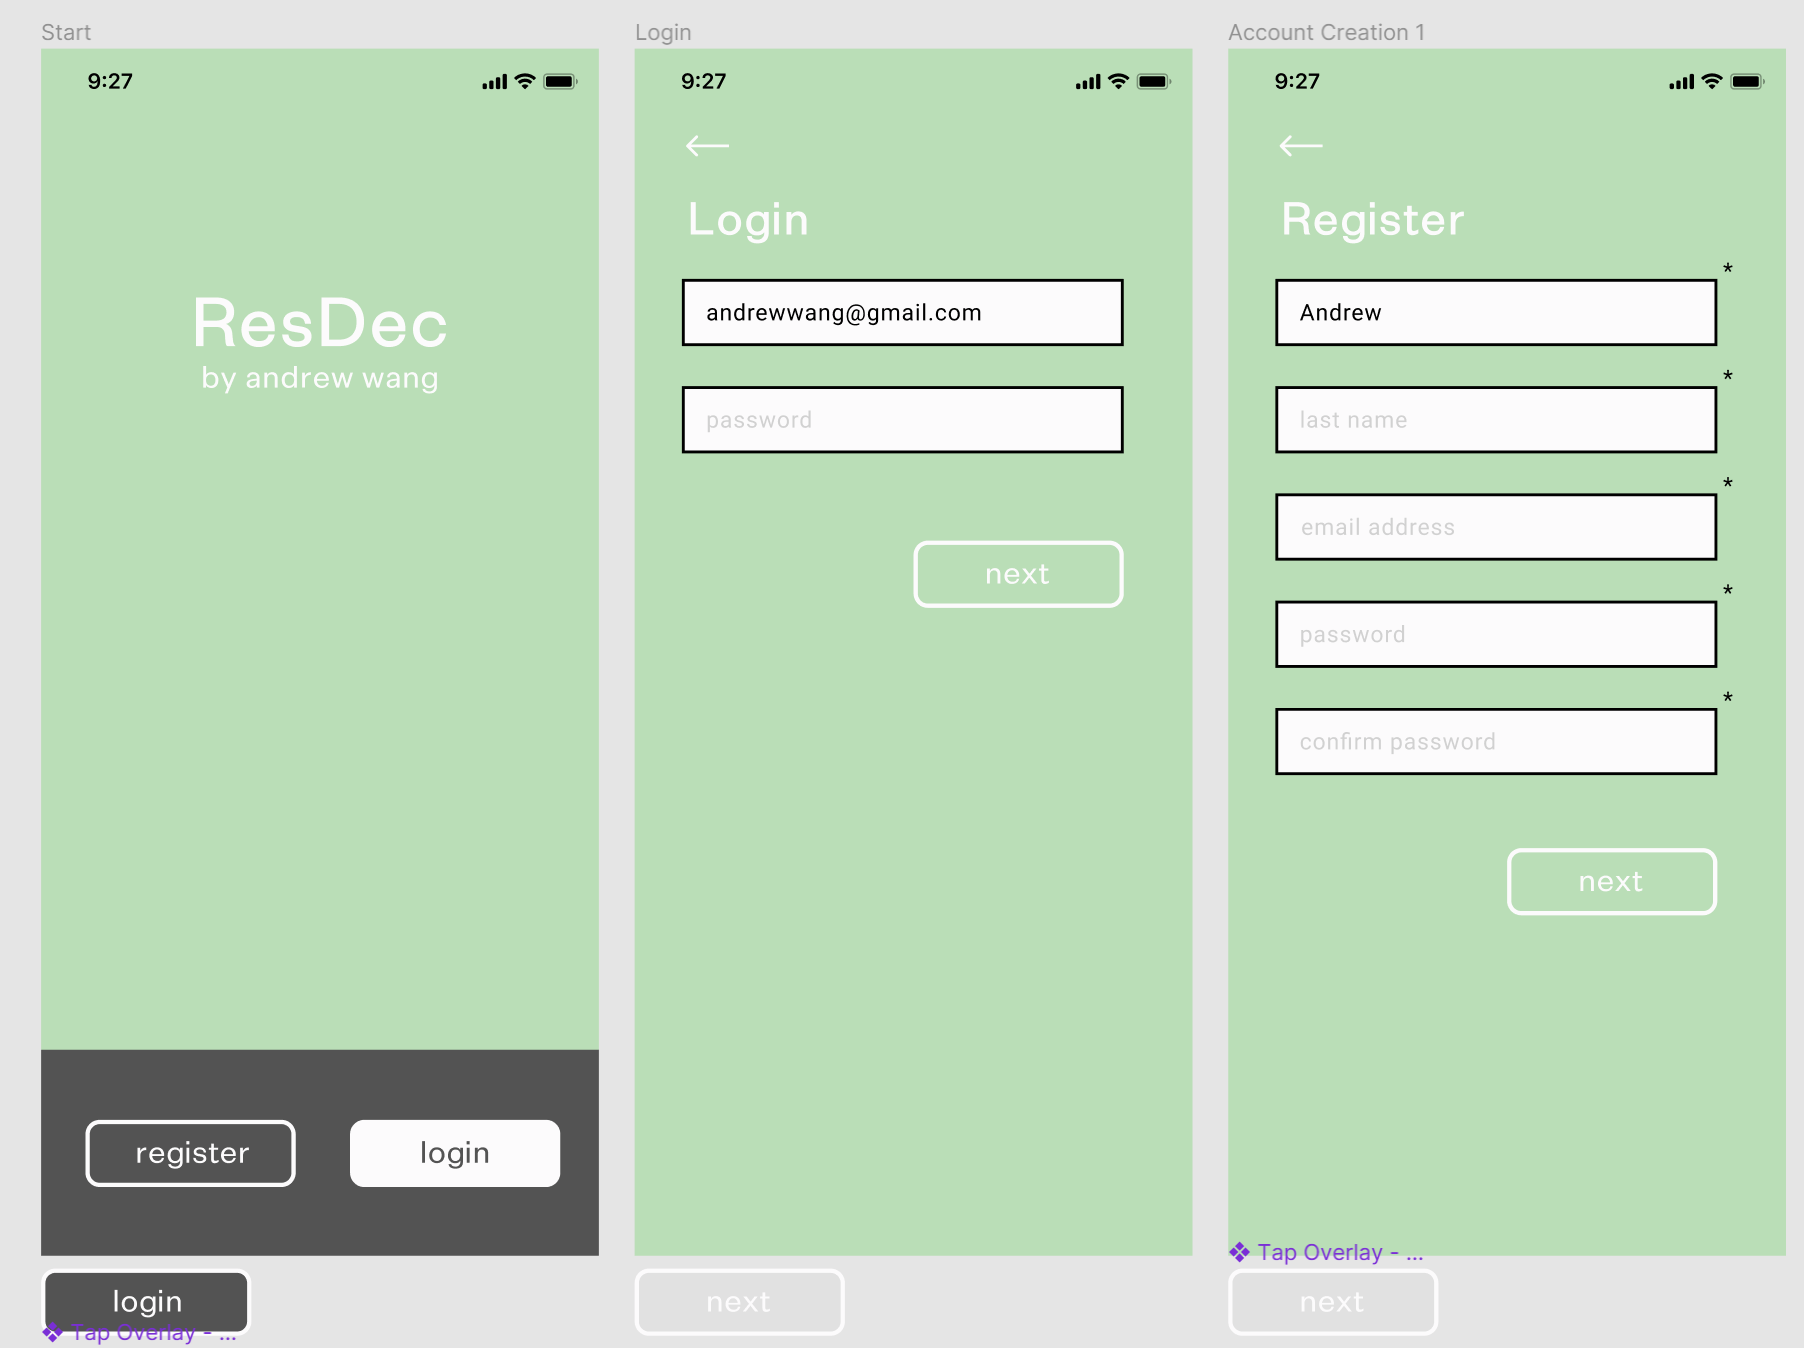 Start
9:27
ResDec
by andrew wang
register
login
login
Tap Overlay - ...
Login
9:27
Login
andrewwang@gmail.com
password
next
next
Account Creation 1
9:27
Register
*
Andrew
*
last name
*
email address
*
password
*
confirm password
next
Tap Overlay - ...
next